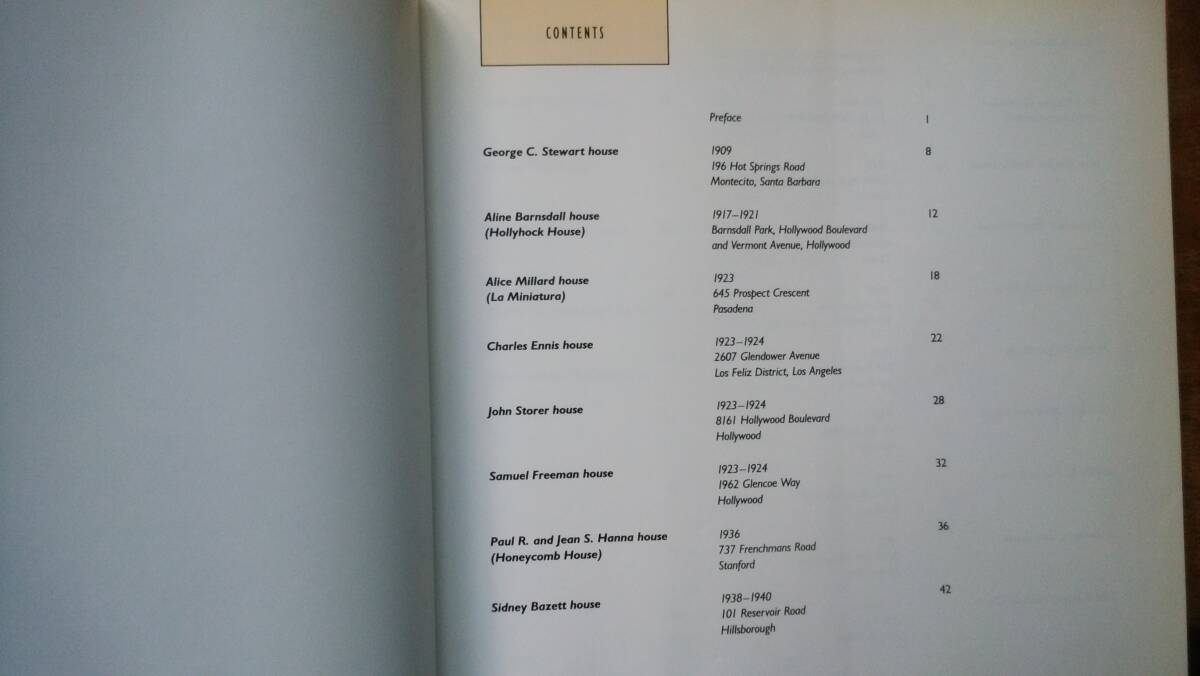 CONTENTS
Preface 1
George C. Stewart house 1909 8
196 Hot Springs Road
Montecito, Santa Barbara
Aline Barnsdall house 1917–1921 12
(Hollyhock House) Barnsdall Park, Hollywood Boulevard
and Vermont Avenue, Hollywood
Alice Millard house 1923 18
(La Miniatura) 645 Prospect Crescent
Pasadena
Charles Ennis house 1923–1924 22
2607 Glendower Avenue
Los Feliz District, Los Angeles
John Storer house 1923–1924 28
8161 Hollywood Boulevard
Hollywood
Samuel Freeman house 1923–1924 32
1962 Glencoe Way
Hollywood
Paul R. and Jean S. Hanna house 1936 36
(Honeycomb House) 737 Frenchmans Road
Stanford
Sidney Bazett house 1938–1940 42
101 Reservoir Road
Hillsborough